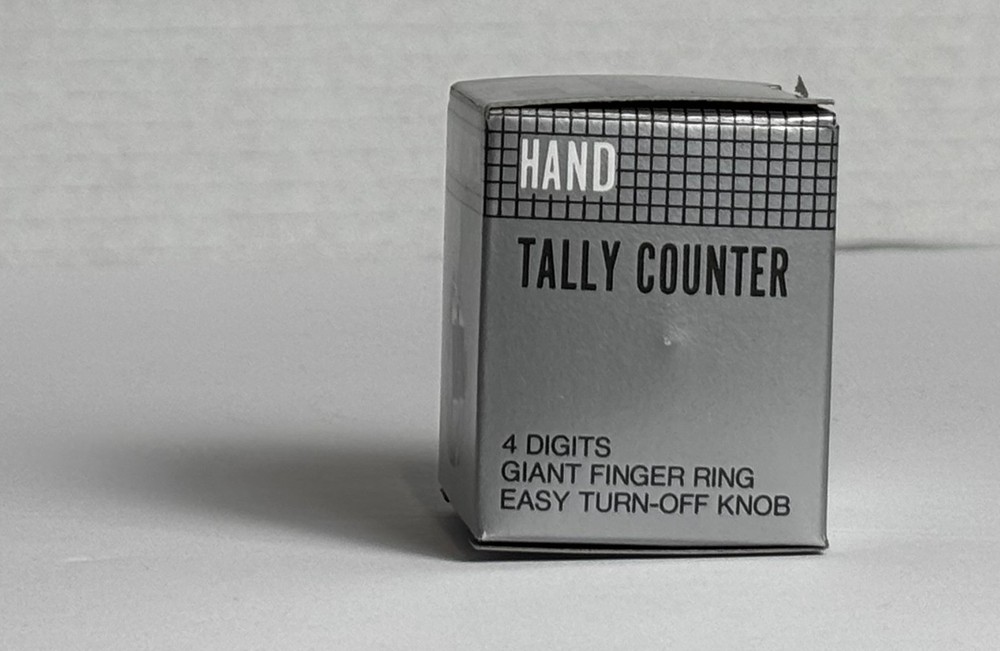 HAND
TALLY COUNTER
4 DIGITS
GIANT FINGER RING
EASY TURN-OFF KNOB